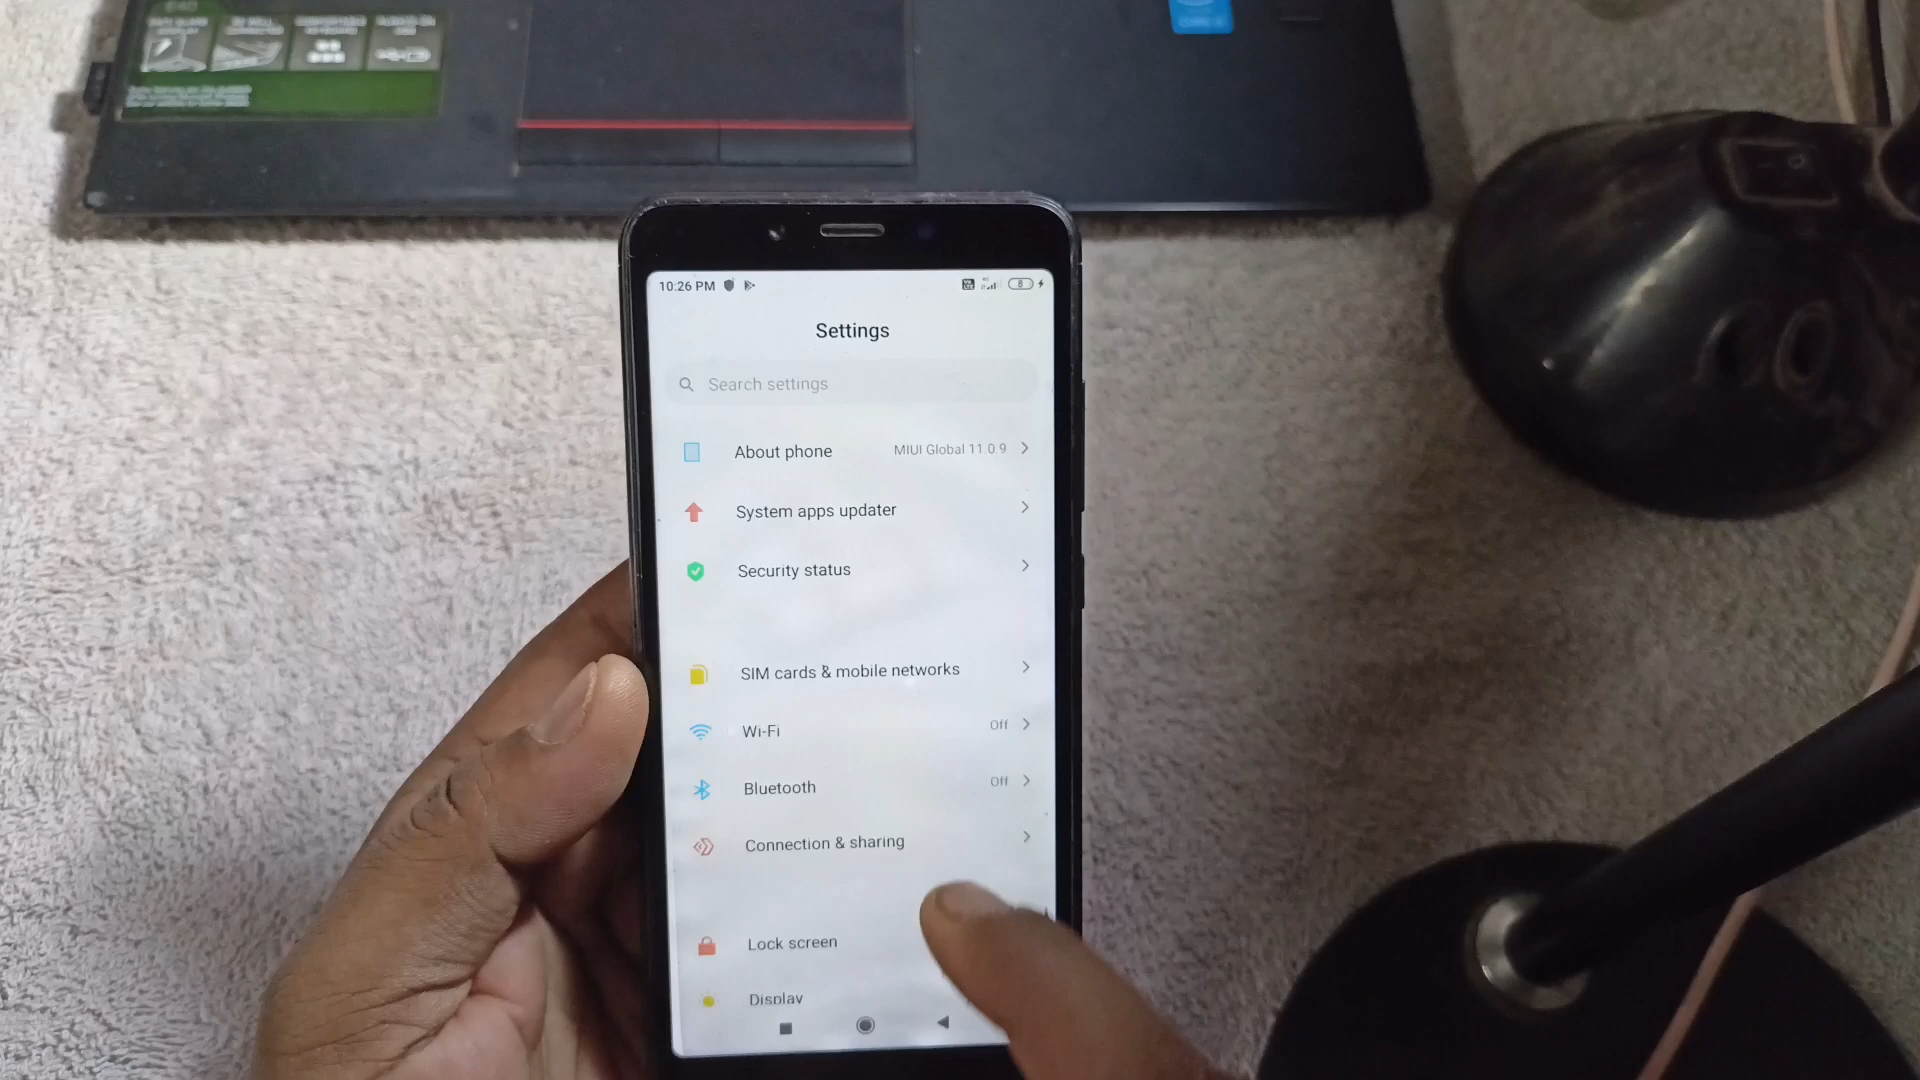 10:26 PM
8
Settings
Search settings
About phone
MIUI Global 11.0.9
System apps updater
Security status
SIM cards & mobile networks
Wi-Fi
Off
Bluetooth
Off
Connection & sharing
Lock screen
Display